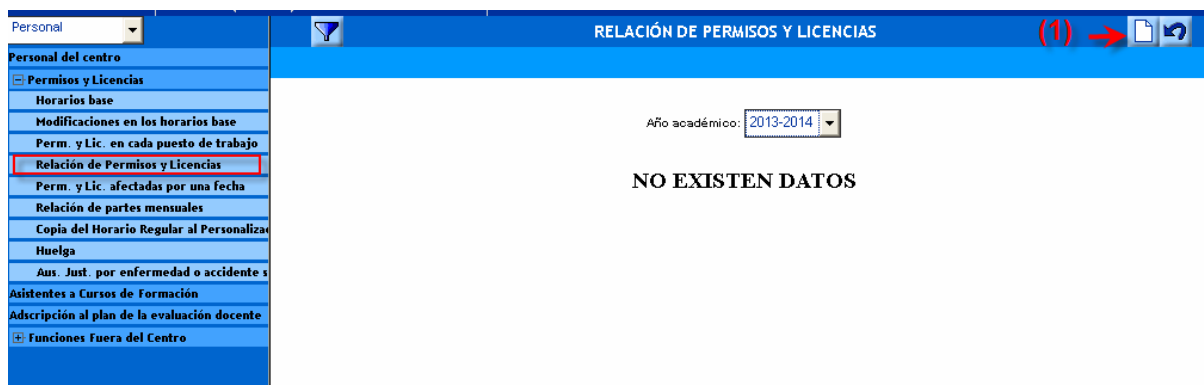 Personal
RELACIÓN DE PERMISOS Y LICENCIAS
(1)
Personal del centro
Permisos y Licencias
Horarios base
Modificaciones en los horarios base
Perm. y Lic. en cada puesto de trabajo
Relación de Permisos y Licencias
Perm. y Lic. afectadas por una fecha
Relación de partes mensuales
Copia del Horario Regular al Personaliza
Huelga
Aus. Just. por enfermedad o accidente s
Asistentes a Cursos de Formación
Adscripción al plan de la evaluación docente
Funciones Fuera del Centro
Año académico: 2013-2014
NO EXISTEN DATOS